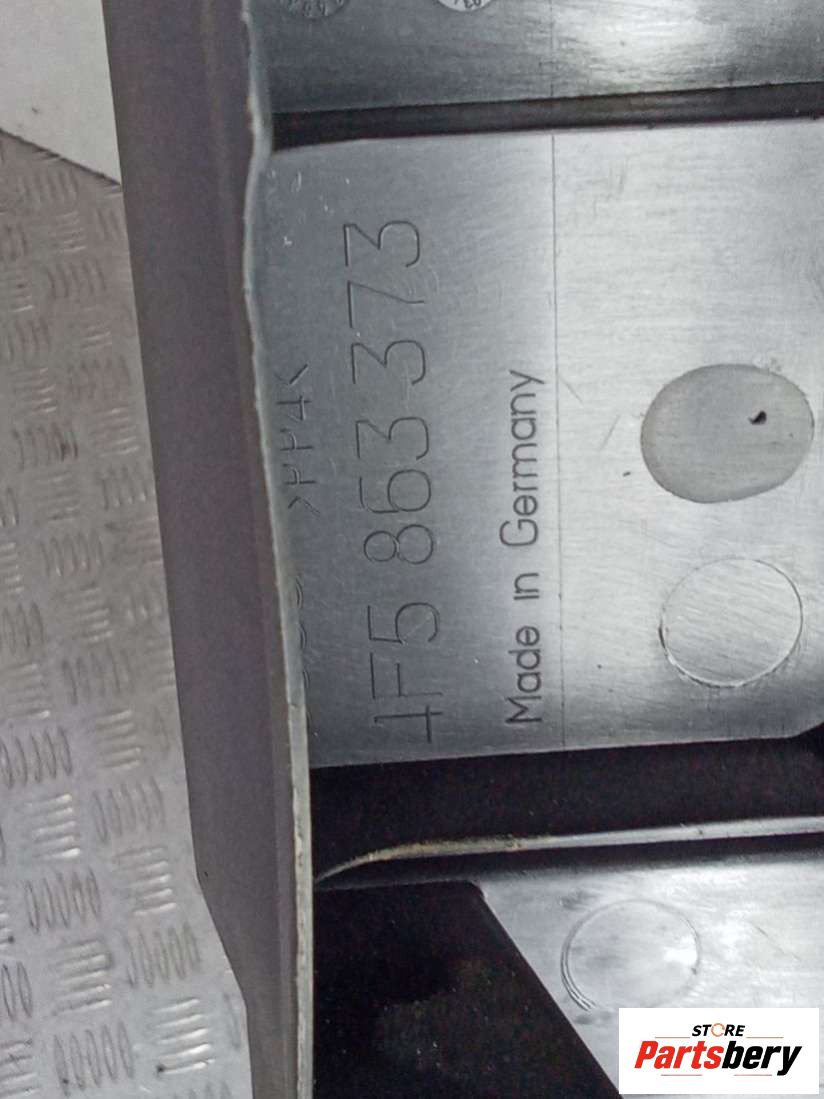 4F5 863 373
Made in Germany
STORE
Partsbery